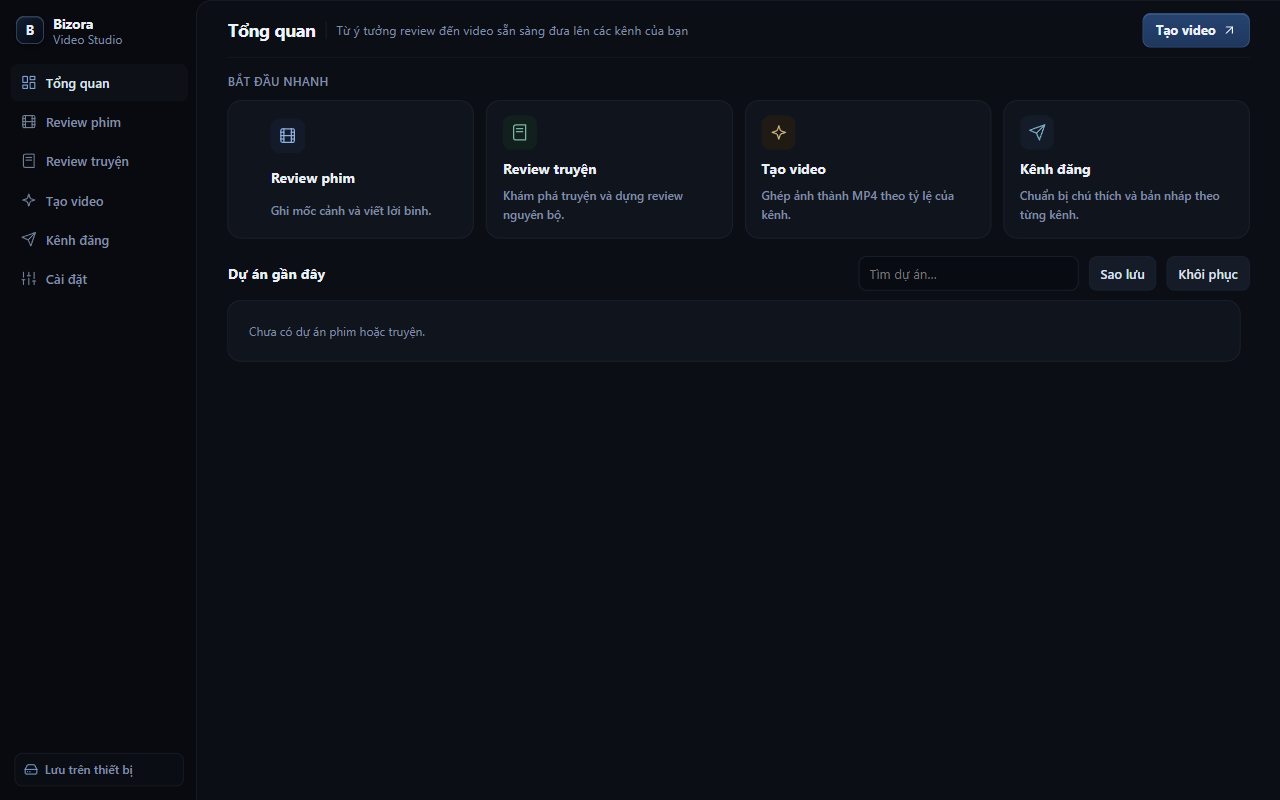 B
Bizora
Video Studio
Tổng quan
Review phim
Review truyện
Tạo video
Kênh đăng
Cài đặt
Lưu trên thiết bị
Tổng quan
Từ ý tưởng review đến video sẵn sàng đưa lên các kênh của bạn
Tạo video
BẮT ĐẦU NHANH
Review phim
Ghi mốc cảnh và viết lời bình.
Review truyện
Khám phá truyện và dựng review
nguyên bộ.
Tạo video
Ghép ảnh thành MP4 theo tỷ lệ của
kênh.
Kênh đăng
Chuẩn bị chú thích và bản nháp theo
từng kênh.
Dự án gần đây
Tìm dự án...
Sao lưu
Khôi phục
Chưa có dự án phim hoặc truyện.